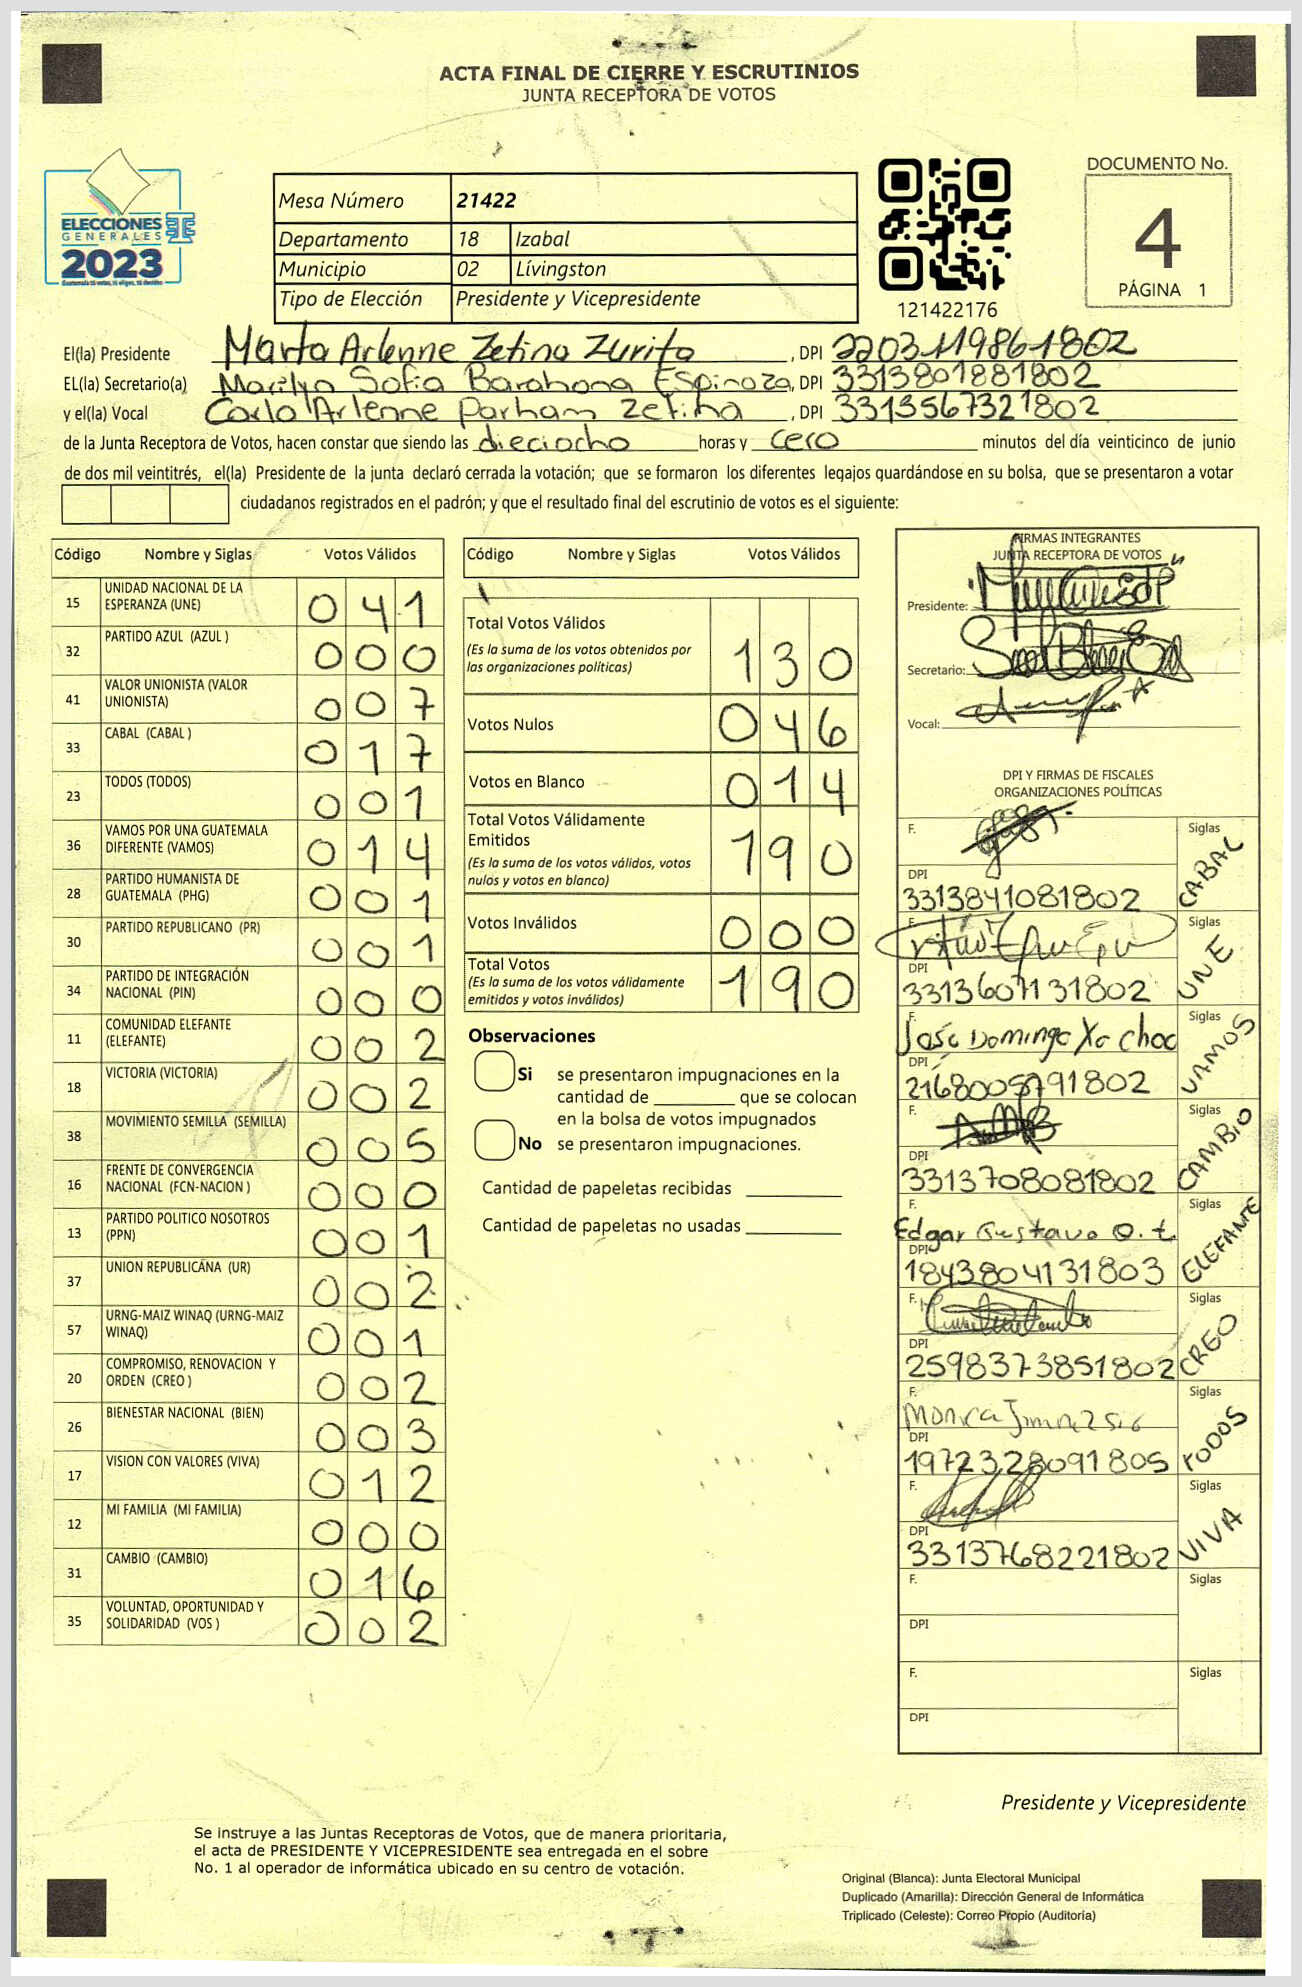 ACTA FINAL DE CIERRE Y ESCRUTINIOS
JUNTA RECEPTORA DE VOTOS
ELECCIONES
GENERALES
2023
Mesa Número 21422
Departamento 18 Izabal
Municipio 02 Lívingston
Tipo de Elección Presidente y Vicepresidente
121422176
DOCUMENTO No.
4
PÁGINA 1
El(la) Presidente Marta Arlenne Zetina Zurita, DPI 2203119861802
EL(la) Secretario(a) Marilyn Sofia Barahona Espinoza, DPI 3313801881802
y el(la) Vocal Carla Arlenne Parham Zetina, DPI 3313567321802
de la Junta Receptora de Votos, hacen constar que siendo las dieciocho horas y cero minutos del día veinticinco de junio
de dos mil veintitrés, el(la) Presidente de la junta declaró cerrada la votación; que se formaron los diferentes legajos guardándose en su bolsa, que se presentaron a votar
ciudadanos registrados en el padrón; y que el resultado final del escrutinio de votos es el siguiente:
Código Nombre y Siglas Votos Válidos
15 UNIDAD NACIONAL DE LA ESPERANZA (UNE) 041
32 PARTIDO AZUL (AZUL ) 000
41 VALOR UNIONISTA (VALOR UNIONISTA) 007
33 CABAL (CABAL ) 017
23 TODOS (TODOS) 001
36 VAMOS POR UNA GUATEMALA DIFERENTE (VAMOS) 014
28 PARTIDO HUMANISTA DE GUATEMALA (PHG) 001
30 PARTIDO REPUBLICANO (PR) 001
34 PARTIDO DE INTEGRACIÓN NACIONAL (PIN) 000
11 COMUNIDAD ELEFANTE (ELEFANTE) 002
18 VICTORIA (VICTORIA) 002
38 MOVIMIENTO SEMILLA (SEMILLA) 005
16 FRENTE DE CONVERGENCIA NACIONAL (FCN-NACION ) 000
13 PARTIDO POLITICO NOSOTROS (PPN) 001
37 UNION REPUBLICANA (UR) 002
57 URNG-MAIZ WINAQ (URNG-MAIZ WINAQ) 001
20 COMPROMISO, RENOVACION Y ORDEN (CREO ) 002
26 BIENESTAR NACIONAL (BIEN) 003
17 VISION CON VALORES (VIVA) 012
12 MI FAMILIA (MI FAMILIA) 000
31 CAMBIO (CAMBIO) 016
35 VOLUNTAD, OPORTUNIDAD Y SOLIDARIDAD (VOS ) 002
Código Nombre y Siglas Votos Válidos
Total Votos Válidos 130
(Es la suma de los votos obtenidos por
las organizaciones políticas)
Votos Nulos 046
Votos en Blanco 014
Total Votos Válidamente
Emitidos 190
(Es la suma de los votos válidos, votos
nulos y votos en blanco)
Votos Inválidos 000
Total Votos 190
(Es la suma de los votos válidamente
emitidos y votos inválidos)
Observaciones
Si se presentaron impugnaciones en la
cantidad de ________ que se colocan
en la bolsa de votos impugnados
No se presentaron impugnaciones.
Cantidad de papeletas recibidas
Cantidad de papeletas no usadas
FIRMAS INTEGRANTES
JUNTA RECEPTORA DE VOTOS
Presidente:
Secretario:
Vocal:
DPI Y FIRMAS DE FISCALES
ORGANIZACIONES POLÍTICAS
F. Siglas CABAL
DPI 3313841081802
F. Siglas UNE
DPI 3313607131802
F. José Domingo Xo choc Siglas VAMOS
DPI 2168005791802
F. Siglas CAMBIO
DPI 3313708081802
F. Edgar Gustavo O. t. Siglas ELEFANTE
DPI 1843804131803
F. Siglas CREO
DPI 2598373851802
F. Monica Siglas TODOS
DPI 1972328091805
F. Siglas VIVA
DPI 3313768221802
F. Siglas
DPI
F. Siglas
DPI
Presidente y Vicepresidente
Se instruye a las Juntas Receptoras de Votos, que de manera prioritaria,
el acta de PRESIDENTE Y VICEPRESIDENTE sea entregada en el sobre
No. 1 al operador de informática ubicado en su centro de votación.
Original (Blanca): Junta Electoral Municipal
Duplicado (Amarilla): Dirección General de Informática
Triplicado (Celeste): Correo Propio (Auditoría)